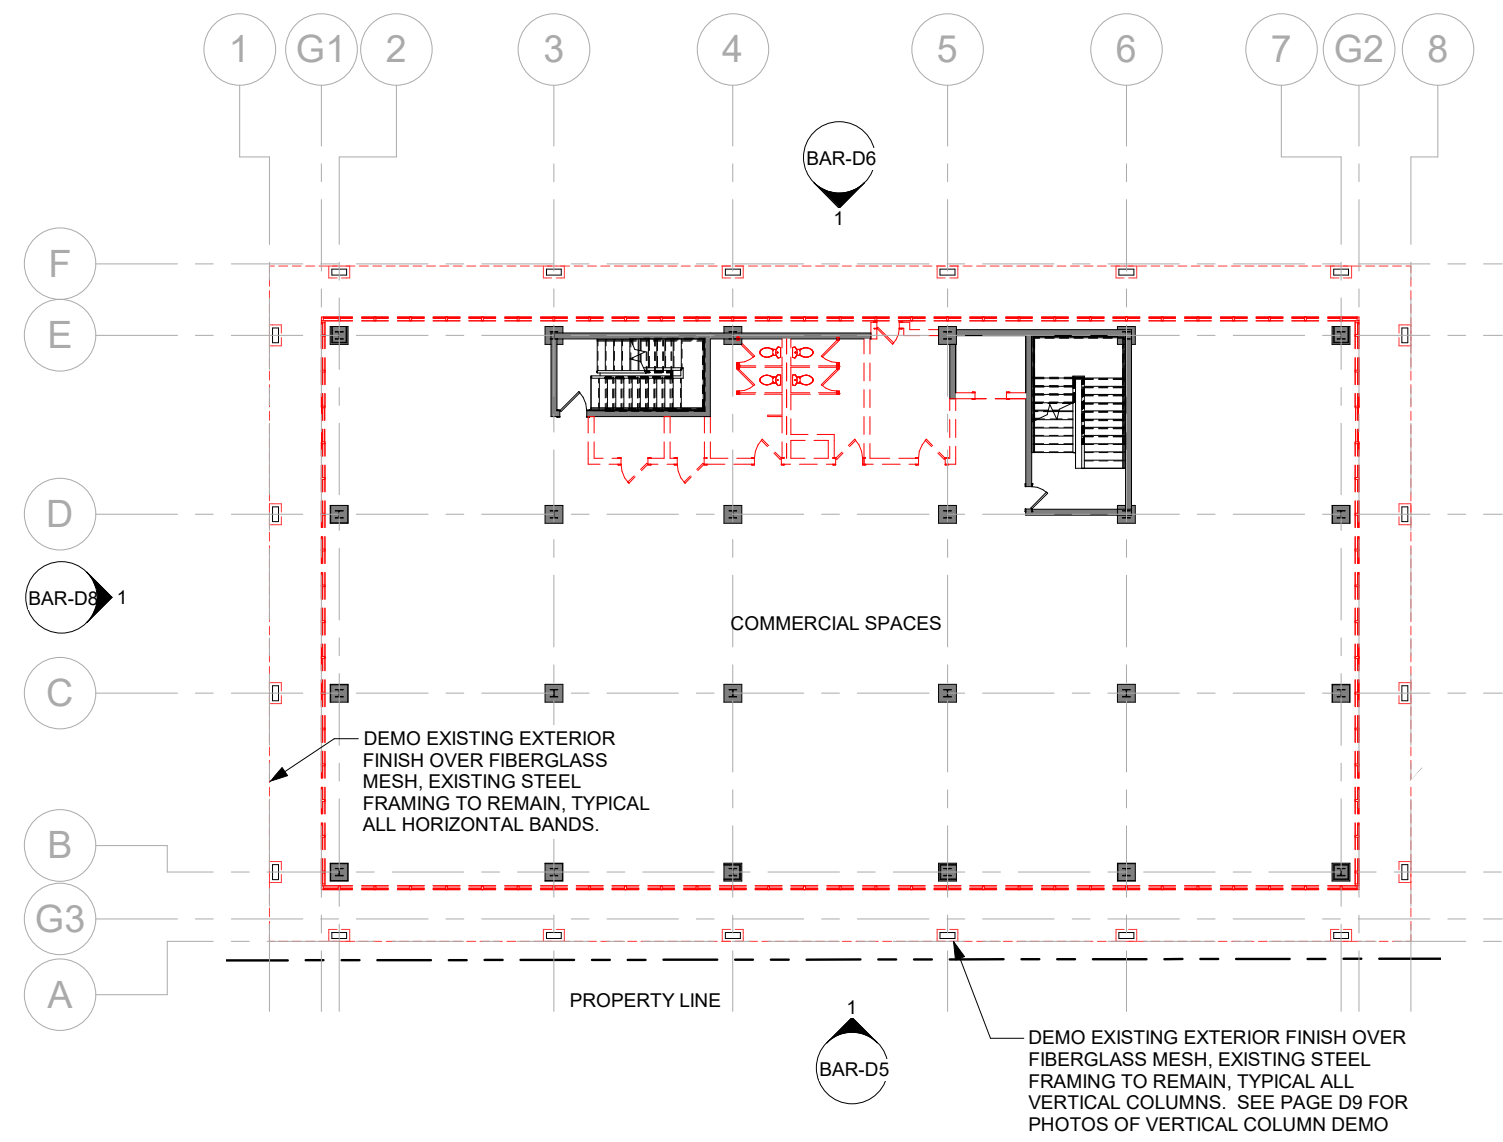 1 G1 2 3 4 5 6 7 G2 8
BAR-D6
1
F
E
D
BAR-D8 1
COMMERCIAL SPACES
C
DEMO EXISTING EXTERIOR
FINISH OVER FIBERGLASS
MESH, EXISTING STEEL
FRAMING TO REMAIN, TYPICAL
ALL HORIZONTAL BANDS.
B
G3
A
PROPERTY LINE
1
BAR-D5
DEMO EXISTING EXTERIOR FINISH OVER
FIBERGLASS MESH, EXISTING STEEL
FRAMING TO REMAIN, TYPICAL ALL
VERTICAL COLUMNS. SEE PAGE D9 FOR
PHOTOS OF VERTICAL COLUMN DEMO